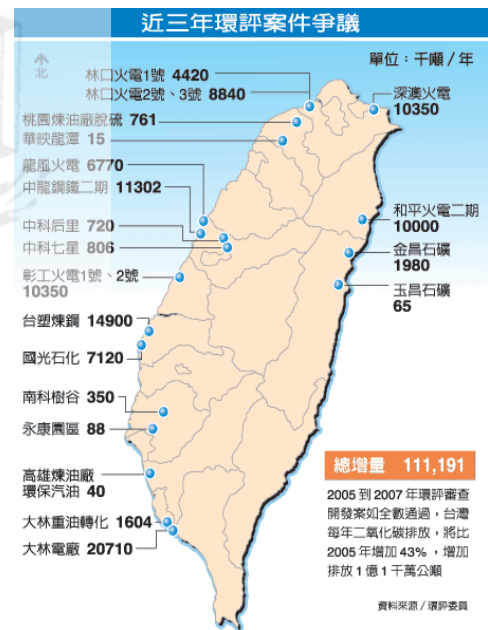 近三年環評案件爭議
單位：千順／年
北
林口火電1號 4420
林口火電2號、3號 8840
深澳火電
10350
桃園煉油廠脫硫 761
華映龍潭 15
龍風火電 6770
中龍鋼鐵二期 11302
中科后里 720
中科七星 806
彰工火電1號、2號
10350
和平火電二期
10000
金昌石礦
1980
玉昌石礦
65
台塑煉鋼 14900
國光石化 7120
南科樹谷 350
永康園區 88
高雄煉油廠
環保汽油 40
大林重油轉化 1604
大林電廠 20710
總增量 111,191
2005 到 2007 年環評審查
開發案如全數通過，台灣
每年二氧化碳排放，將比
2005 年增加 43%，增加
排放 1 億 1 千萬公順
資料來源／環評委員